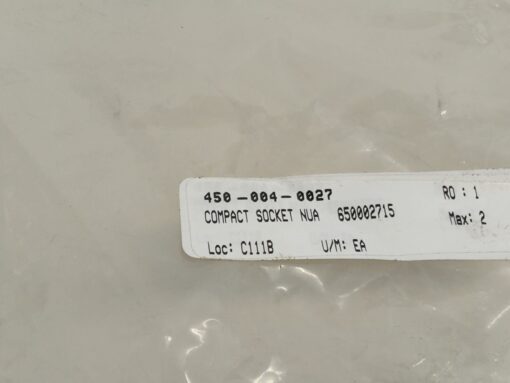 450-004-0027 RO : 1
COMPACT SOCKET NUA 650002715 Max: 2
Loc: C111B U/M: EA